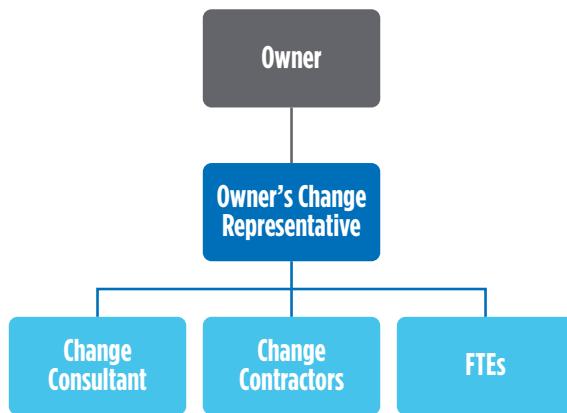 Owner
Owner’s Change
Representative
Change
Consultant
Change
Contractors
FTEs